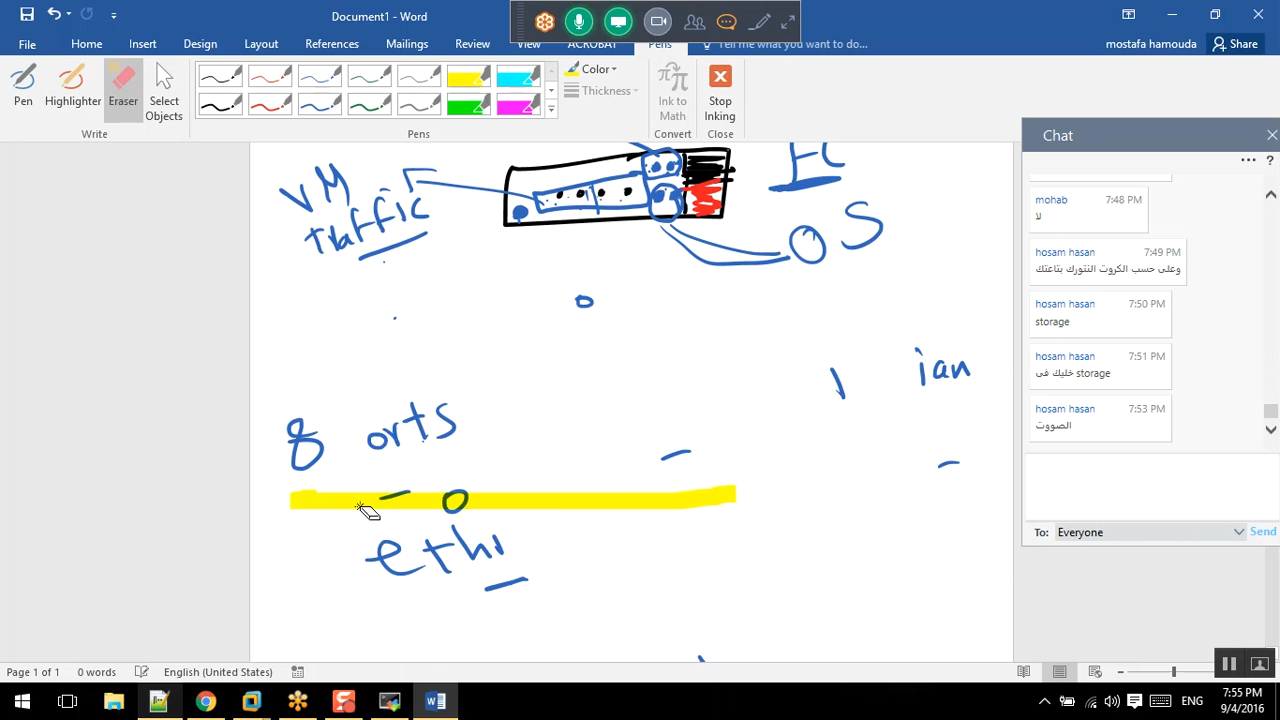 Document1 - Word
File
Home
Insert
Design
Layout
References
Mailings
Review
View
ACROBAT
Pens
Tell me what you want to do...
mostafa hamouda
Share
Pen
Highlighter
Eraser
Select Objects
Color
Thickness
Ink to Math
Stop Inking
Write
Pens
Convert
Close
VM
traffic
FC
OS
8 orts
eth1
ian
Chat
mohab 7:48 PM
لا
hosam hasan 7:49 PM
وعلى حسب الكروت النتورك بتاعتك
hosam hasan 7:50 PM
storage
hosam hasan 7:51 PM
خليك فى storage
hosam hasan 7:53 PM
الصووت
To: Everyone
Send
Page 1 of 1
0 words
English (United States)
ENG
7:55 PM
9/4/2016